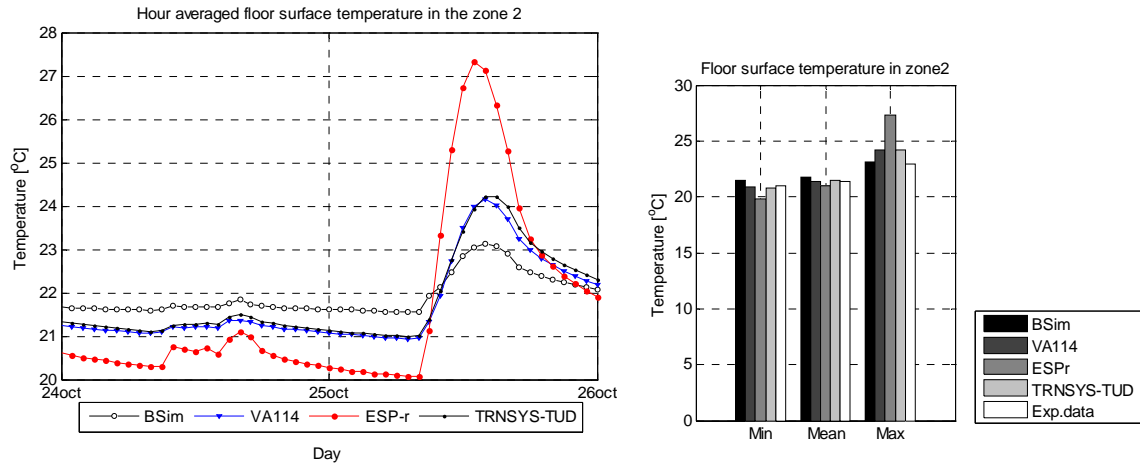 Hour averaged floor surface temperature in the zone 2
28
27
26
25
24
23
22
21
20
Temperature [°C]
24oct
25oct
26oct
BSim
VA114
ESP-r
TRNSYS-TUD
Day
Floor surface temperature in zone2
30
25
20
15
10
5
0
Temperature [°C]
Min
Mean
Max
BSim
VA114
ESPr
TRNSYS-TUD
Exp.data